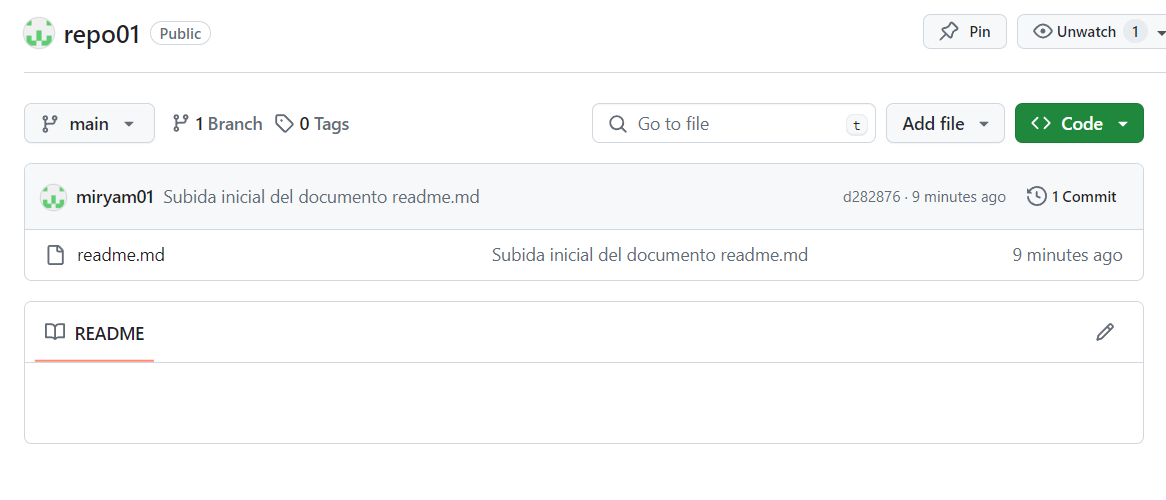 repo01 Public Pin Unwatch 1
main 1 Branch 0 Tags Go to file t Add file Code
miryam01 Subida inicial del documento readme.md d282876 · 9 minutes ago 1 Commit
readme.md Subida inicial del documento readme.md 9 minutes ago
README